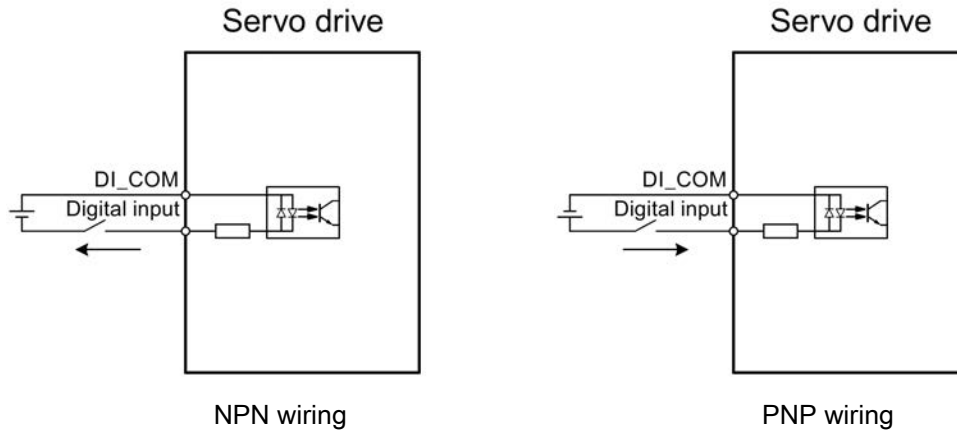 Servo drive
Servo drive
DI_COM
Digital input
DI_COM
Digital input
NPN wiring
PNP wiring